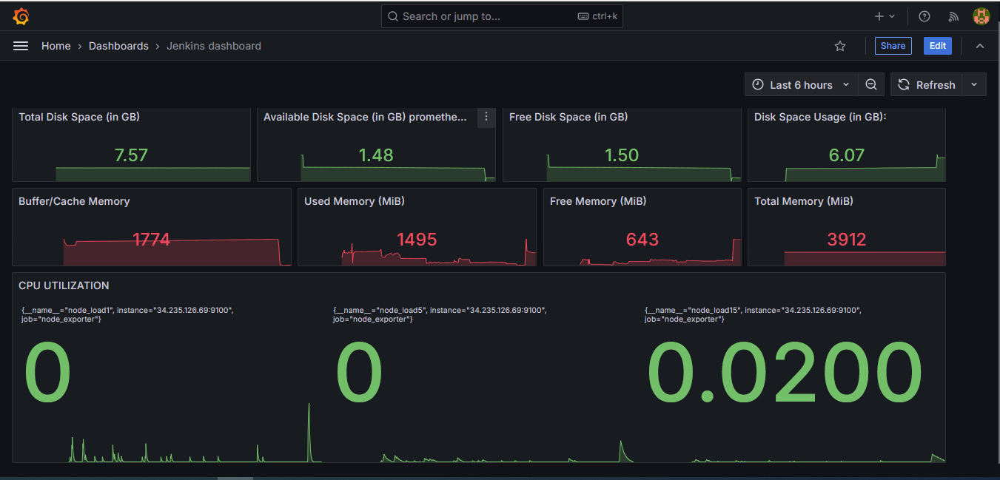 Search or jump to...
ctrl+k
Home › Dashboards › Jenkins dashboard
Share
Edit
Last 6 hours
Refresh
Total Disk Space (in GB)
7.57
Available Disk Space (in GB) promethe...
1.48
Free Disk Space (in GB)
1.50
Disk Space Usage (in GB):
6.07
Buffer/Cache Memory
1774
Used Memory (MiB)
1495
Free Memory (MiB)
643
Total Memory (MiB)
3912
CPU UTILIZATION
{__name__="node_load1", instance="34.235.126.69:9100",
job="node_exporter"}
0
{__name__="node_load5", instance="34.235.126.69:9100",
job="node_exporter"}
0
{__name__="node_load15", instance="34.235.126.69:9100",
job="node_exporter"}
0.0200